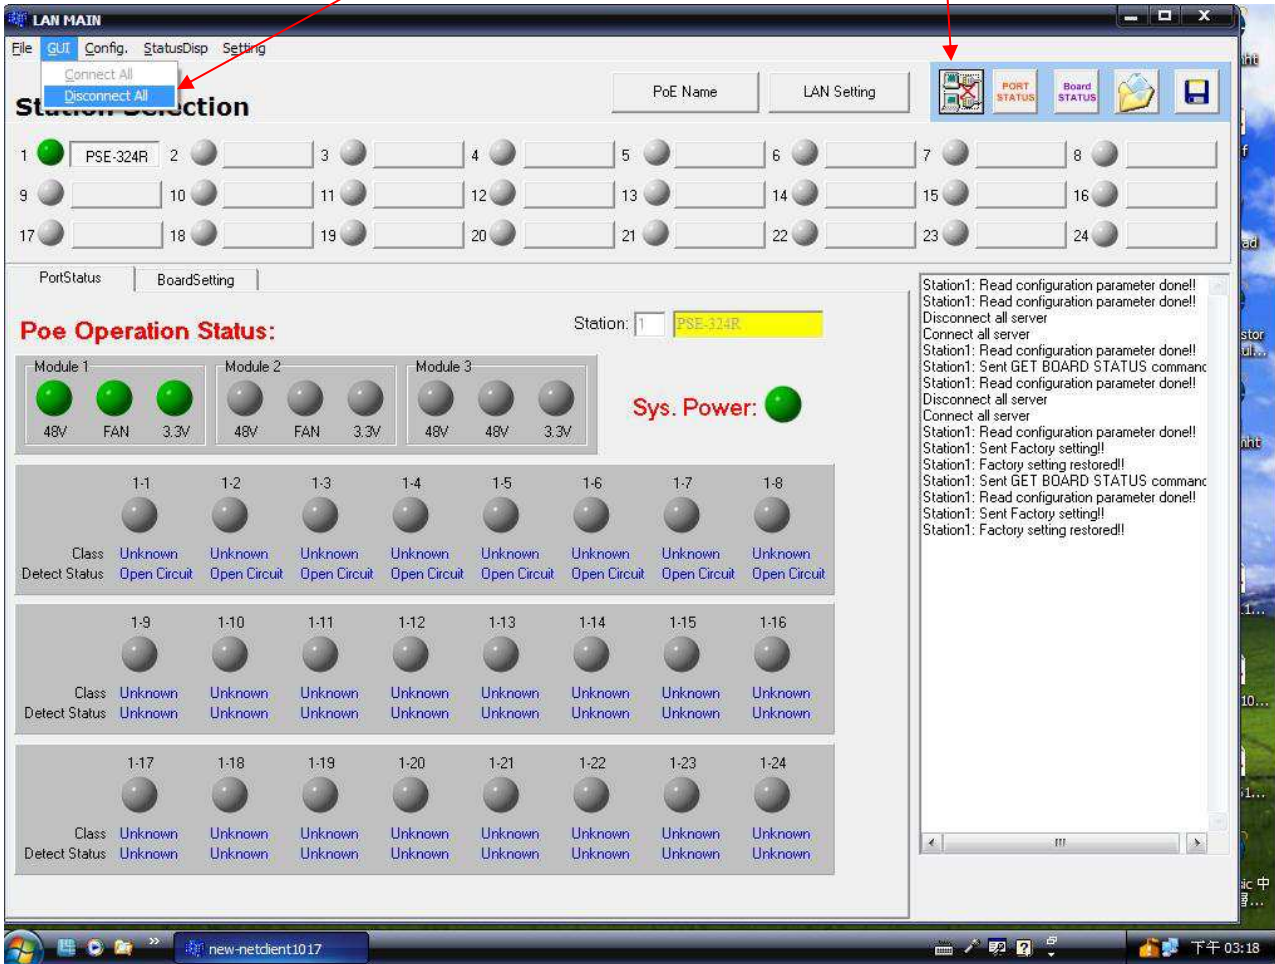 LAN MAIN
File GUI Config. StatusDisp Setting
Connect All
Disconnect All
Station Selection
PoE Name LAN Setting PORT STATUS Board STATUS
1 PSE-324R 2 3 4 5 6 7 8
9 10 11 12 13 14 15 16
17 18 19 20 21 22 23 24
PortStatus BoardSetting
Poe Operation Status:
Station: 1 PSE-324R
Module 1 Module 2 Module 3
48V FAN 3.3V 48V FAN 3.3V 48V 48V 3.3V
Sys. Power:
1-1 1-2 1-3 1-4 1-5 1-6 1-7 1-8
Class Unknown Unknown Unknown Unknown Unknown Unknown Unknown Unknown
Detect Status Open Circuit Open Circuit Open Circuit Open Circuit Open Circuit Open Circuit Open Circuit Open Circuit
1-9 1-10 1-11 1-12 1-13 1-14 1-15 1-16
Class Unknown Unknown Unknown Unknown Unknown Unknown Unknown Unknown
Detect Status Unknown Unknown Unknown Unknown Unknown Unknown Unknown Unknown
1-17 1-18 1-19 1-20 1-21 1-22 1-23 1-24
Class Unknown Unknown Unknown Unknown Unknown Unknown Unknown Unknown
Detect Status Unknown Unknown Unknown Unknown Unknown Unknown Unknown Unknown
Station1: Read configuration parameter done!!
Station1: Read configuration parameter done!!
Disconnect all server
Connect all server
Station1: Read configuration parameter done!!
Station1: Sent GET BOARD STATUS command
Station1: Read configuration parameter done!!
Disconnect all server
Connect all server
Station1: Read configuration parameter done!!
Station1: Sent Factory setting!!
Station1: Factory setting restored!!
Station1: Sent GET BOARD STATUS command
Station1: Read configuration parameter done!!
Station1: Sent Factory setting!!
Station1: Factory setting restored!!
new-netclient1017
下午 03:18